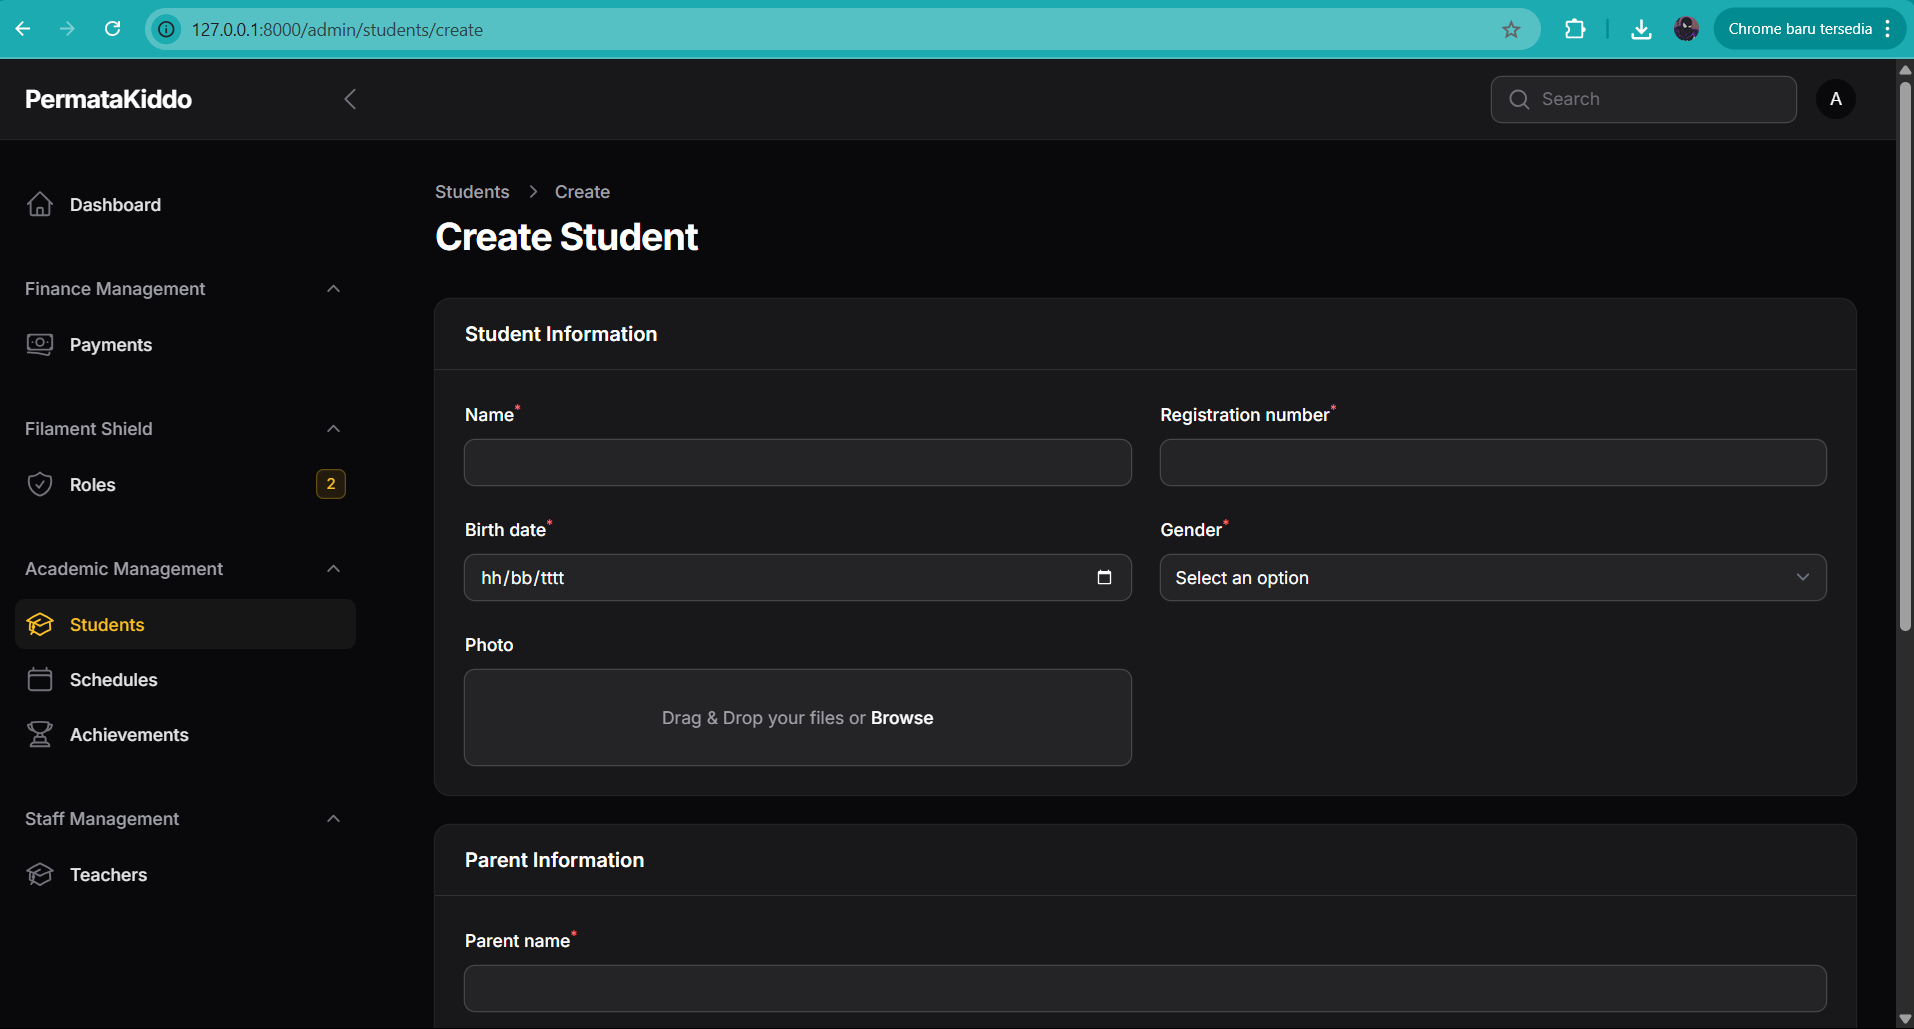 127.0.0.1:8000/admin/students/create
Chrome baru tersedia
PermataKiddo
Search
A
Dashboard
Finance Management
Payments
Filament Shield
Roles
2
Academic Management
Students
Schedules
Achievements
Staff Management
Teachers
Students > Create
Create Student
Student Information
Name*
Registration number*
Birth date*
Gender*
hh/bb/tttt
Select an option
Photo
Drag & Drop your files or Browse
Parent Information
Parent name*